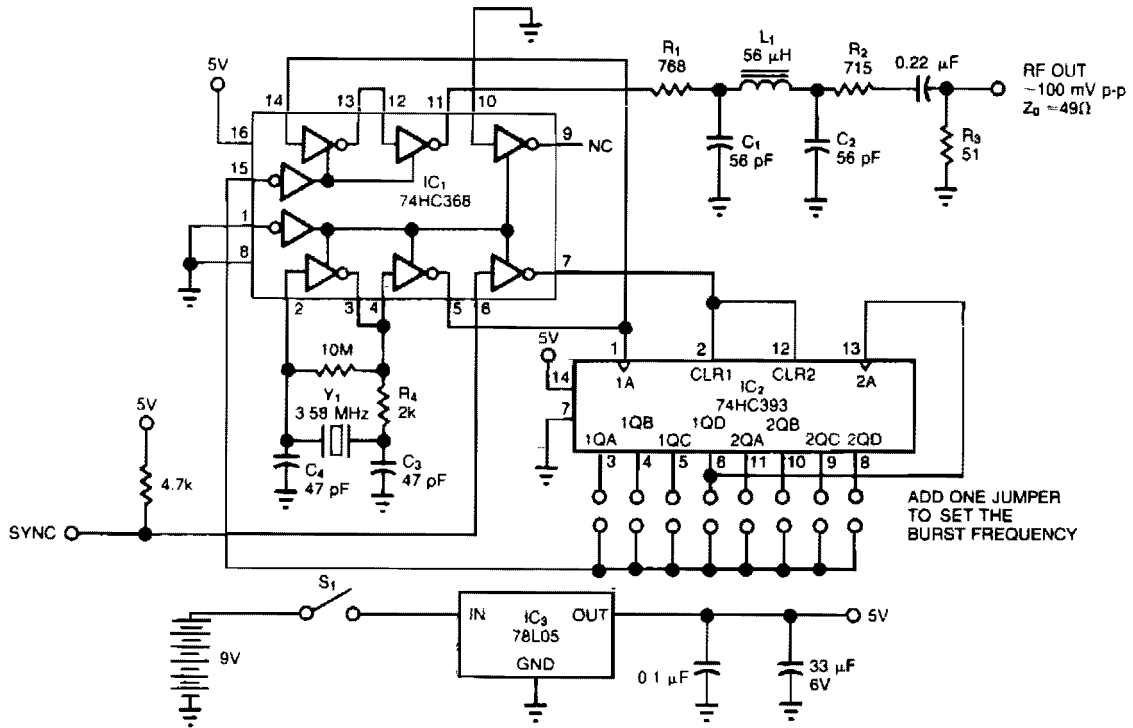 5V
16
14
13
12
11
10
9
NC
15
1
8
IC1
74HC368
2
3
4
5
6
7
R1
768
L1
56 µH
R2
715
0.22 µF
RF OUT
~100 mV p-p
Z0 ≈49Ω
C1
56 pF
C2
56 pF
R3
51
10M
Y1
3 58 MHz
R4
2k
C4
47 pF
C3
47 pF
5V
4.7k
SYNC
5V
14
7
1
2
12
13
1A
CLR1
CLR2
2A
IC2
74HC393
1QA
1QB
1QC
1QD
2QA
2QB
2QC
2QD
3
4
5
6
11
10
9
8
ADD ONE JUMPER
TO SET THE
BURST FREQUENCY
9V
S1
IN
OUT
IC3
78L05
GND
0 1 µF
33 µF
6V
5V